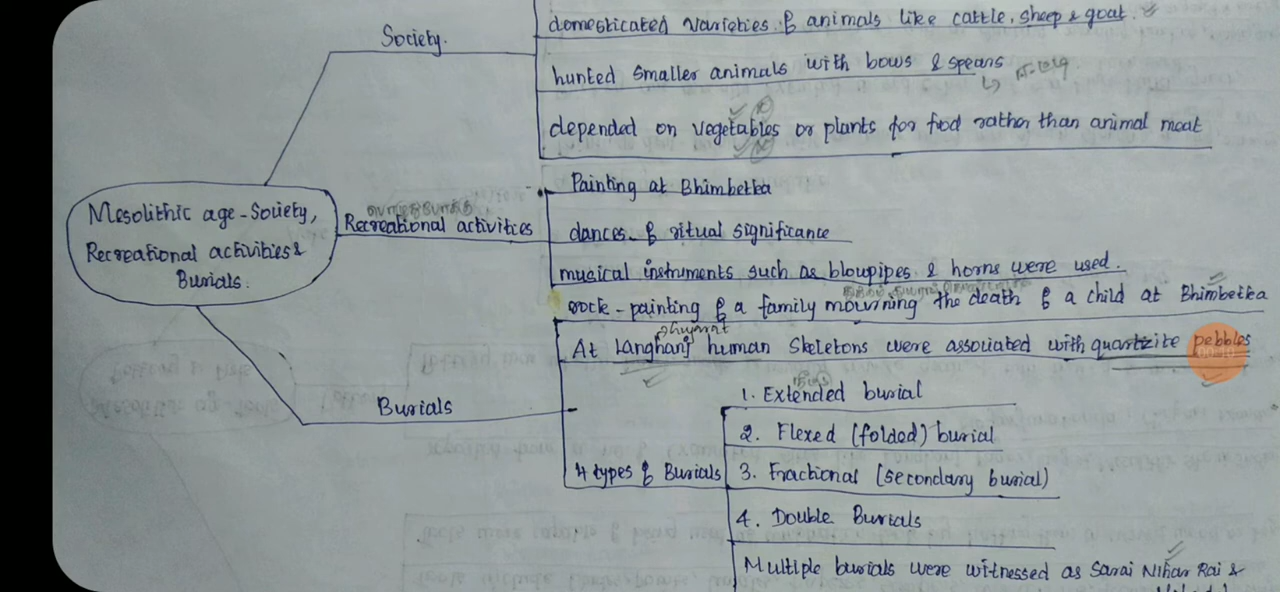 Society.
domesticated varieties of animals like cattle, sheep & goat.
hunted smaller animals with bows & spears
depended on vegetables or plants for food rather than animal meat
Mesolithic age - Society,
Recreational activities &
Burials.
Recreational activities
Painting at Bhimbetka
dances of ritual significance
musical instruments such as blowpipes & horns were used.
Burials
rock-painting of a family mourning the death of a child at Bhimbetka
Gujarat
At Langhanj human skeletons were associated with quartzite pebbles
4 types of Burials
1. Extended burial
2. Flexed (folded) burial
3. Fractional (secondary burial)
4. Double Burials
Multiple burials were witnessed as Sarai Nihar Rai &